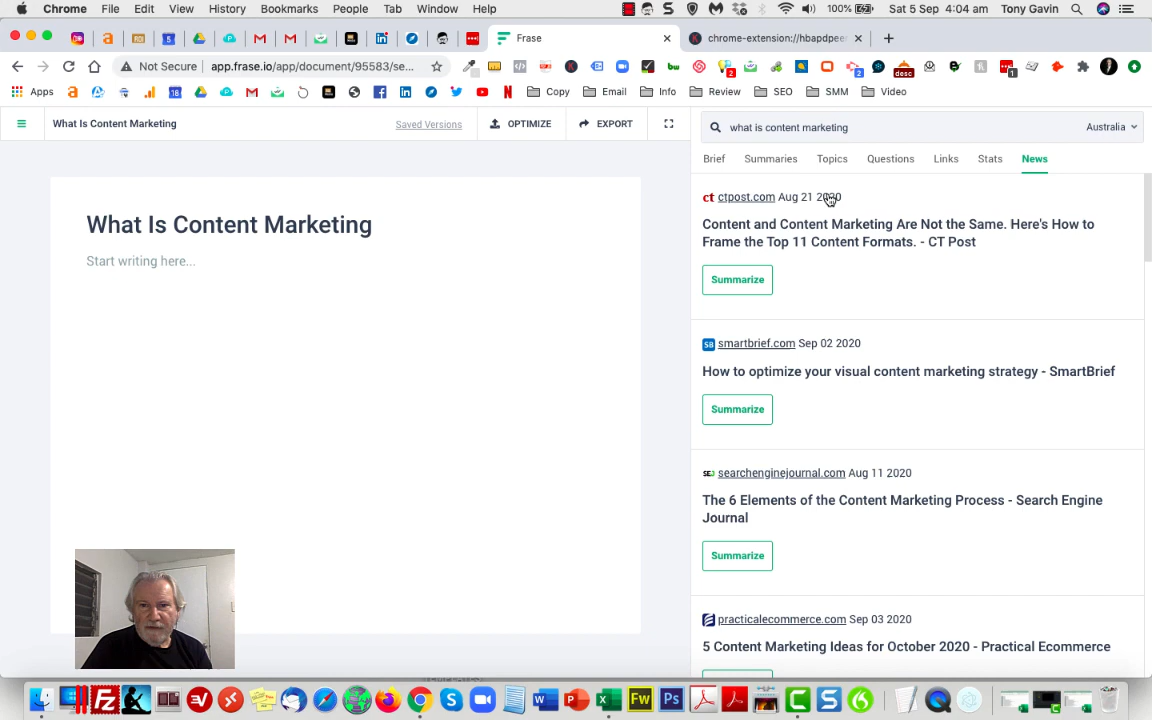 Chrome File Edit View History Bookmarks People Tab Window Help 100% Sat 5 Sep 4:04 am Tony Gavin
Frase
chrome-extension://hbapdpee
Not Secure app.frase.io/app/document/95583/se...
2
2
desc
1
Apps Copy Email Info Review SEO SMM Video
What Is Content Marketing
Saved Versions
OPTIMIZE
EXPORT
what is content marketing
Australia
Brief Summaries Topics Questions Links Stats News
What Is Content Marketing
Start writing here...
ct ctpost.com Aug 21 2020
Content and Content Marketing Are Not the Same. Here's How to
Frame the Top 11 Content Formats. - CT Post
Summarize
SB smartbrief.com Sep 02 2020
How to optimize your visual content marketing strategy - SmartBrief
Summarize
SEJ searchenginejournal.com Aug 11 2020
The 6 Elements of the Content Marketing Process - Search Engine
Journal
Summarize
practicalecommerce.com Sep 03 2020
5 Content Marketing Ideas for October 2020 - Practical Ecommerce